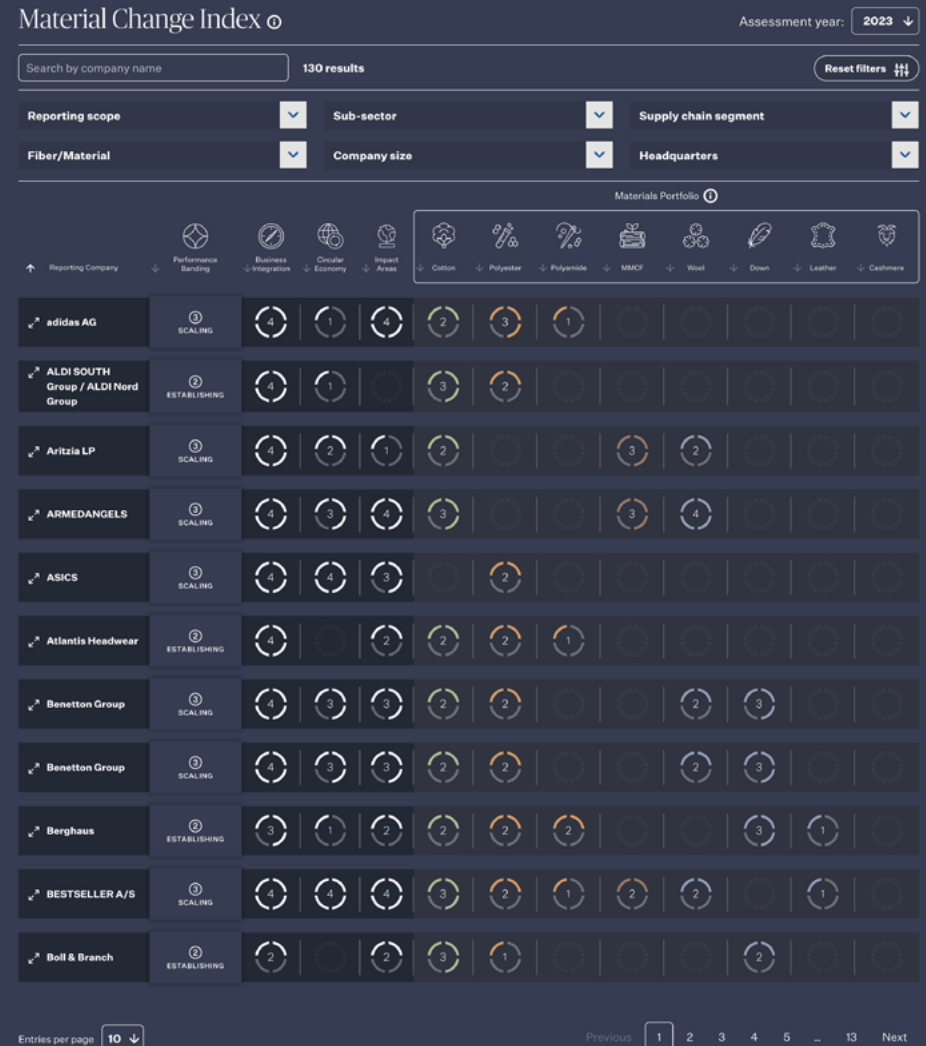 Material Change Index
Assessment year: 2023
Search by company name
130 results
Reset filters
Reporting scope
Sub-sector
Supply chain segment
Fiber/Material
Company size
Headquarters
Materials Portfolio
Reporting Company
Performance Banding
Business Integration
Circular Economy
Impact Areas
Cotton
Polyester
Polyamide
MMCF
Wool
Down
Leather
Cashmere
adidas AG 3 SCALING 4 1 4 2 3 1
ALDI SOUTH Group / ALDI Nord Group 2 ESTABLISHING 4 1 3 2
Aritzia LP 3 SCALING 4 2 1 2 3 2
ARMEDANGELS 3 SCALING 4 3 4 3 3 4
ASICS 3 SCALING 4 4 3 2
Atlantis Headwear 2 ESTABLISHING 4 2 2 2 1
Benetton Group 3 SCALING 4 3 3 2 2 2 3
Benetton Group 3 SCALING 4 3 3 2 2 2 3
Berghaus 2 ESTABLISHING 3 1 2 2 2 2 3 1
BESTSELLER A/S 3 SCALING 4 4 4 3 2 1 2 2 1
Boll & Branch 2 ESTABLISHING 2 2 3 1 2
Entries per page 10
Previous 1 2 3 4 5 … 13 Next